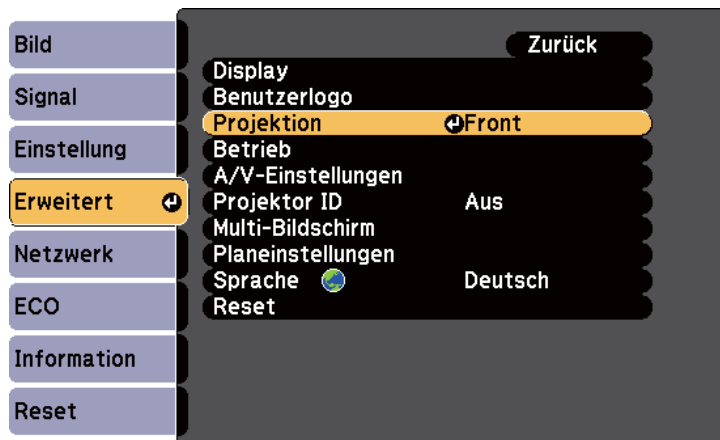 Bild
Signal
Einstellung
Erweitert
Netzwerk
ECO
Information
Reset
Zurück
Display
Benutzerlogo
Projektion Front
Betrieb
A/V-Einstellungen
Projektor ID Aus
Multi-Bildschirm
Planeinstellungen
Sprache Deutsch
Reset